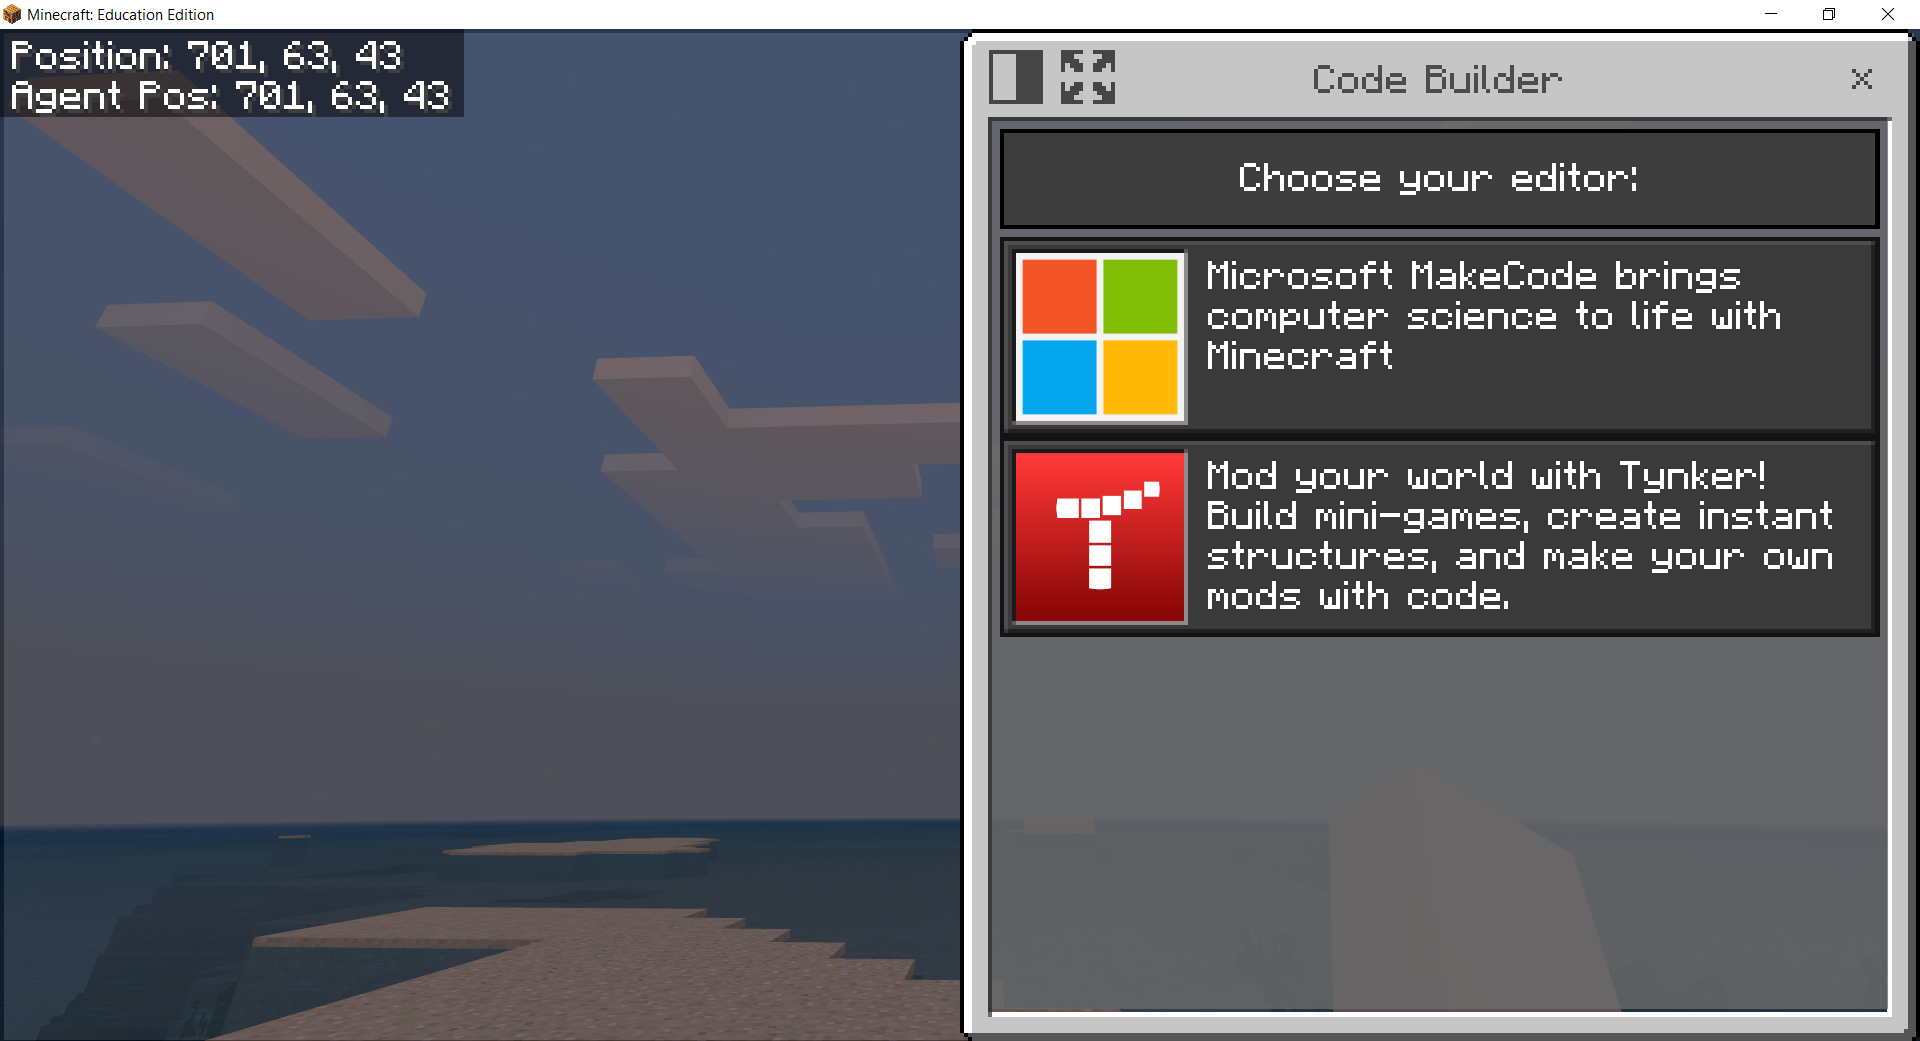 Minecraft: Education Edition
Position: 701, 63, 43
Agent Pos: 701, 63, 43
Code Builder
Choose your editor:
Microsoft MakeCode brings
computer science to life with
Minecraft
Mod your world with Tynker!
Build mini-games, create instant
structures, and make your own
mods with code.